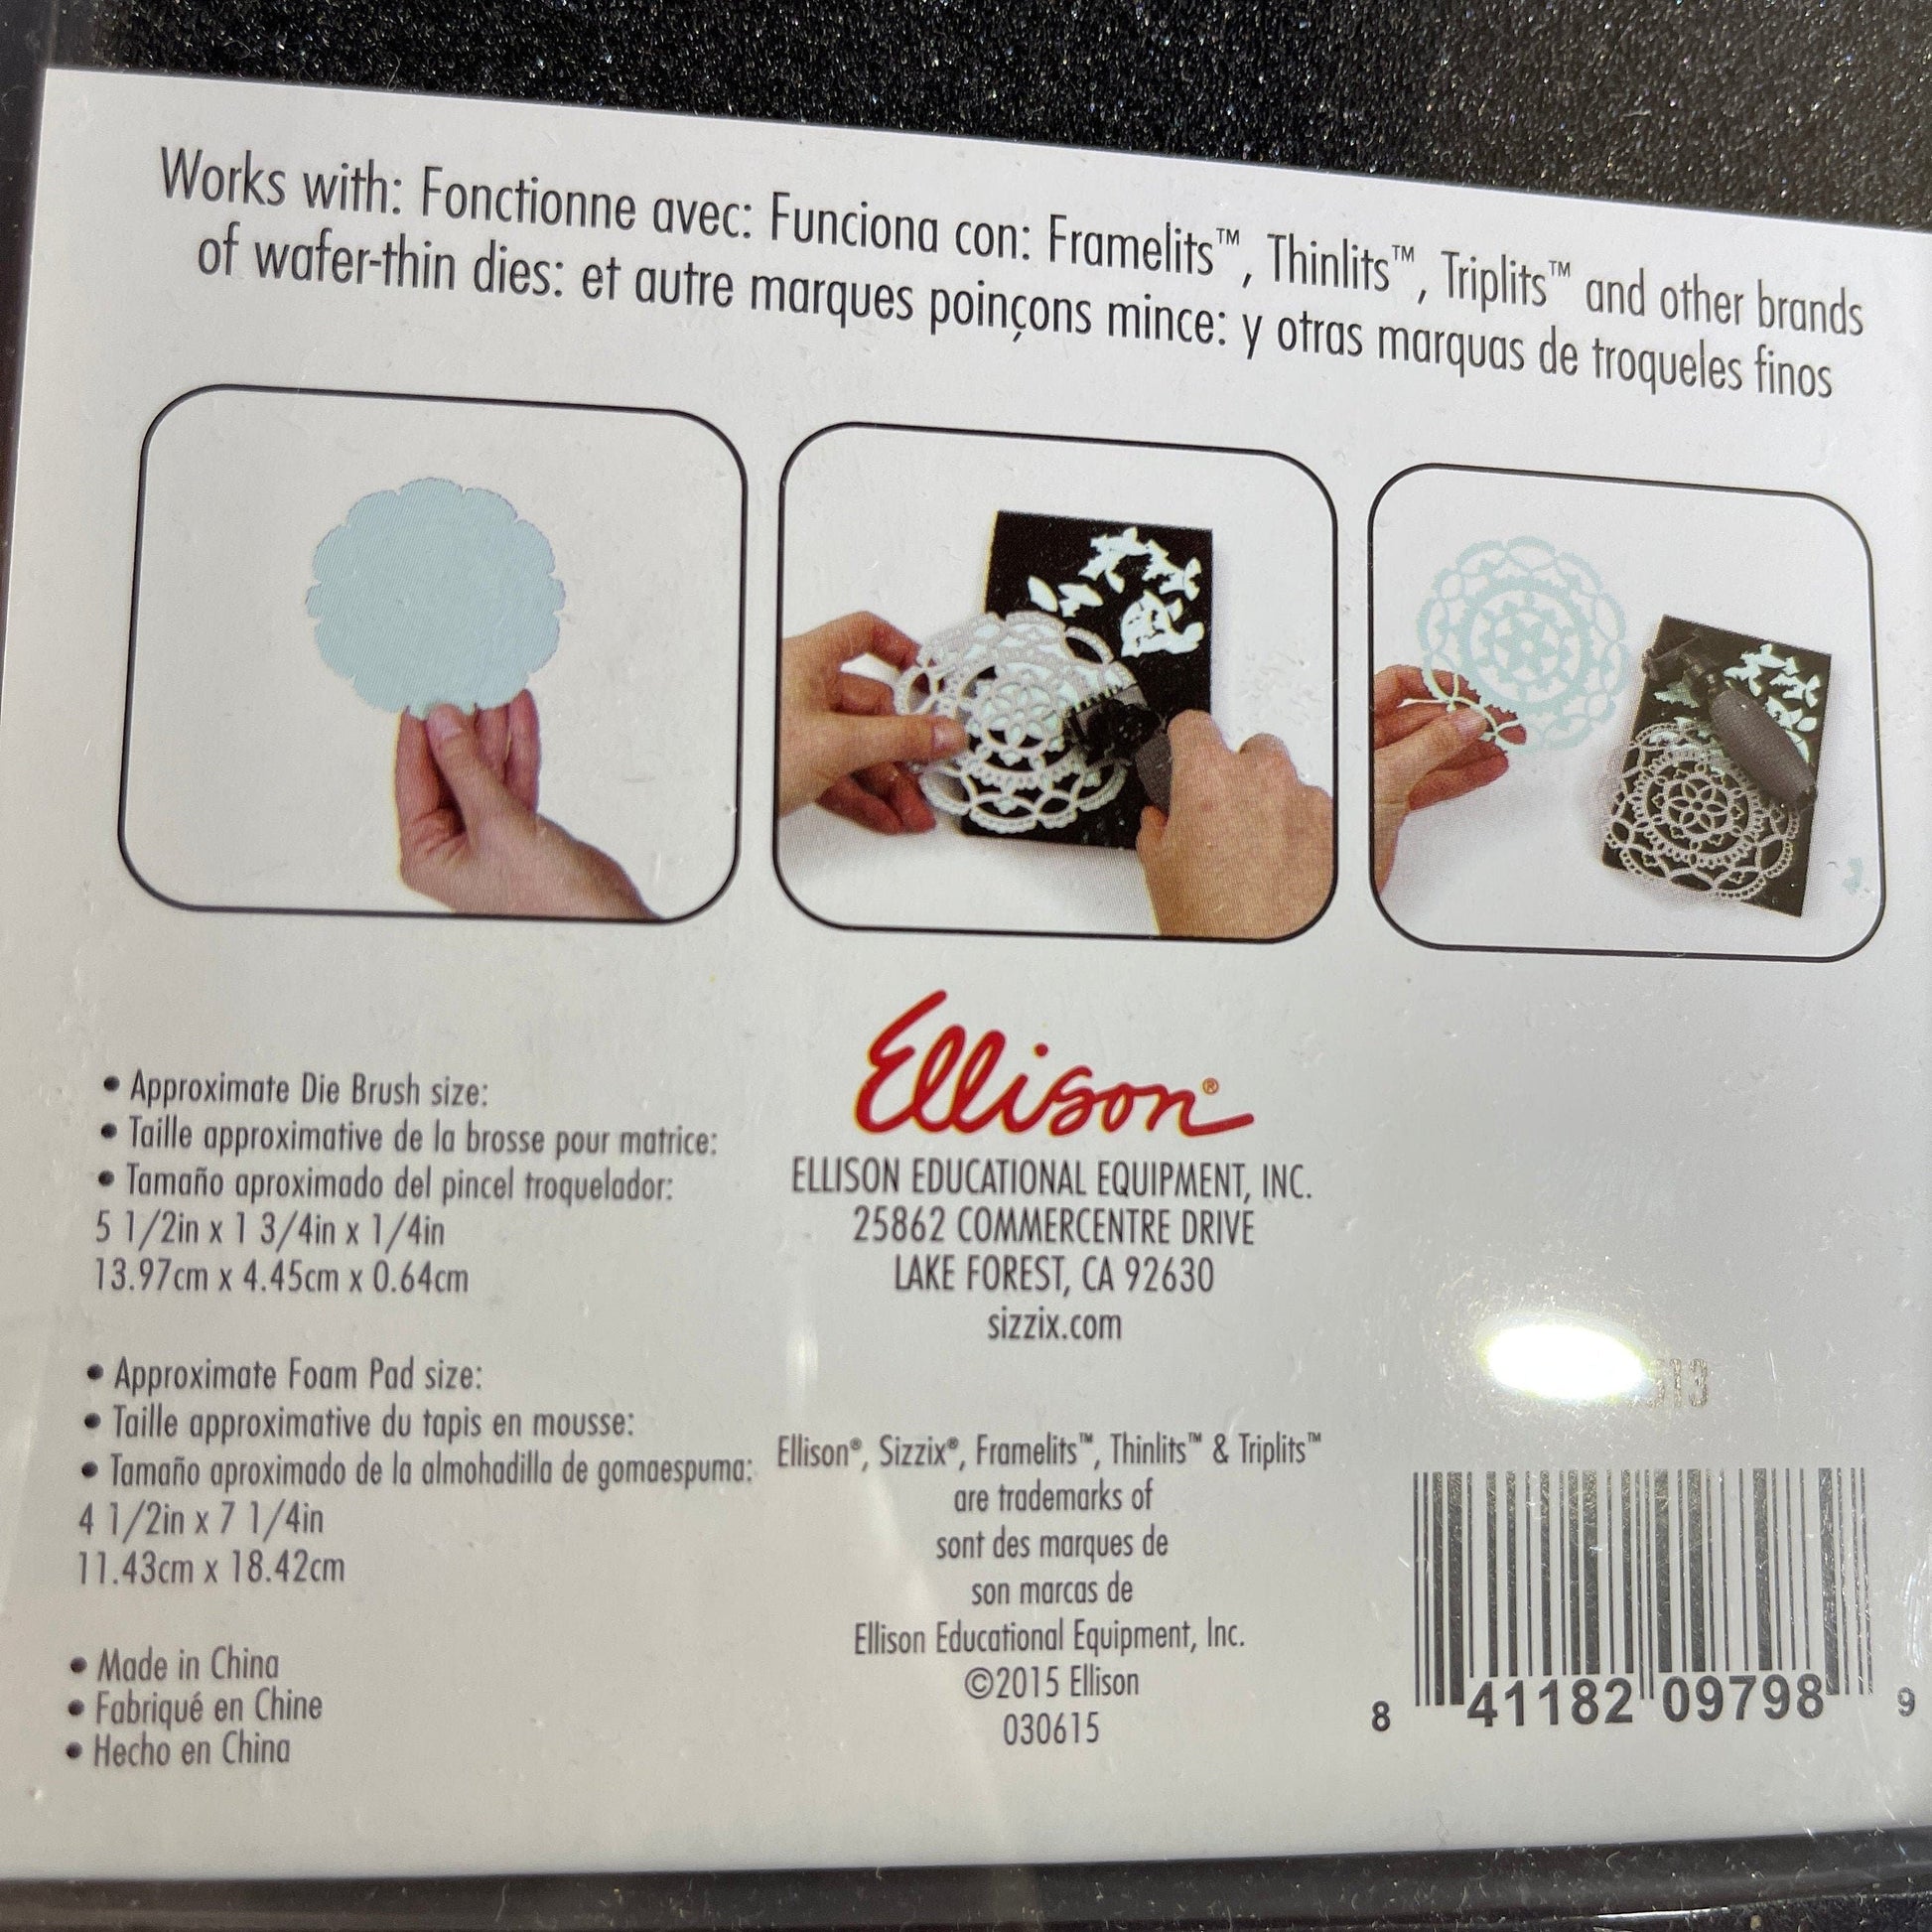 Works with: Fonctionne avec: Funciona con: Framelits™, Thinlits™, Triplits™ and other brands
of wafer-thin dies: et autre marques poinçons mince: y otras marquas de troqueles finos
• Approximate Die Brush size:
• Taille approximative de la brosse pour matrice:
• Tamaño aproximado del pincel troquelador:
5 1/2in x 1 3/4in x 1/4in
13.97cm x 4.45cm x 0.64cm
• Approximate Foam Pad size:
• Taille approximative du tapis en mousse:
• Tamaño aproximado de la almohadilla de gomaespuma:
4 1/2in x 7 1/4in
11.43cm x 18.42cm
• Made in China
• Fabriqué en Chine
• Hecho en China
Ellison®
ELLISON EDUCATIONAL EQUIPMENT, INC.
25862 COMMERCENTRE DRIVE
LAKE FOREST, CA 92630
sizzix.com
Ellison®, Sizzix®, Framelits™, Thinlits™ & Triplits™
are trademarks of
sont des marques de
son marcas de
Ellison Educational Equipment, Inc.
©2015 Ellison
030615
8 41182 09798 9